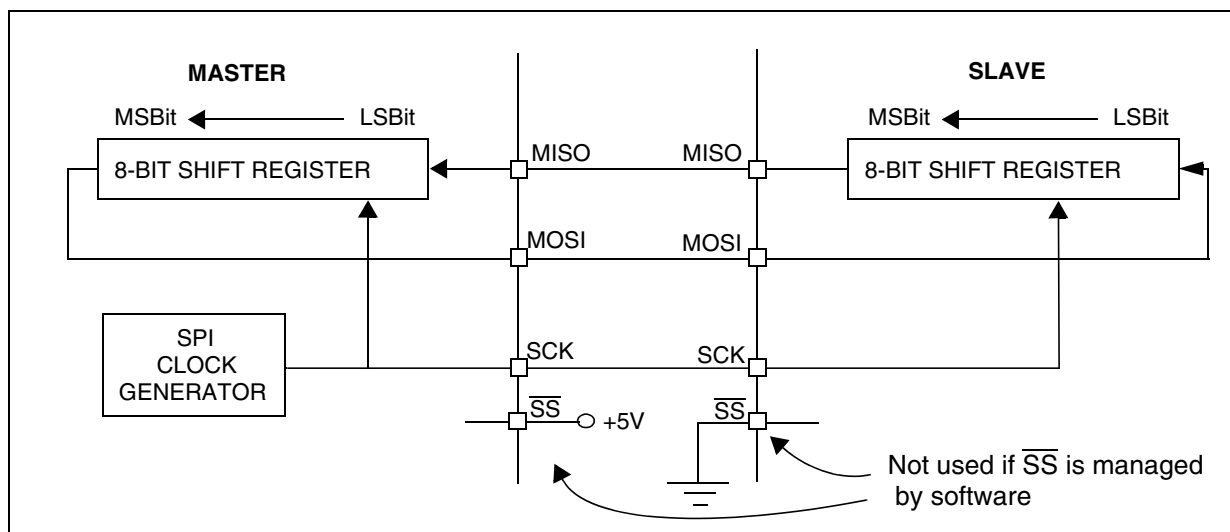 MASTER
SLAVE
MSBit LSBit
MSBit LSBit
8-BIT SHIFT REGISTER
MISO
MISO
8-BIT SHIFT REGISTER
MOSI
MOSI
SPI
CLOCK
GENERATOR
SCK
SCK
SS
+5V
SS
Not used if SS is managed
by software